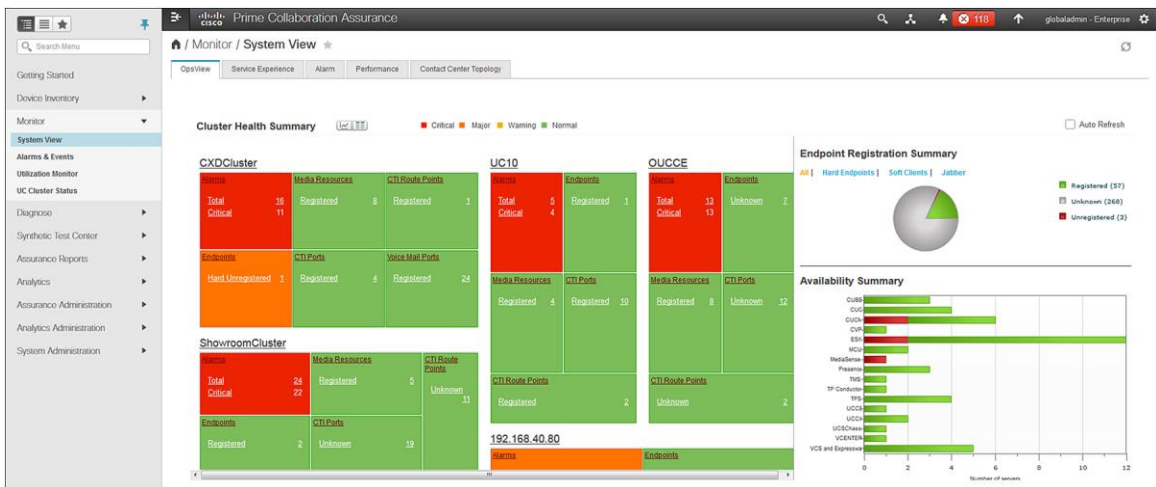 cisco Prime Collaboration Assurance
118
globaladmin - Enterprise
Search Menu
Getting Started
Device Inventory
Monitor
System View
Alarms & Events
Utilization Monitor
UC Cluster Status
Diagnose
Synthetic Test Center
Assurance Reports
Analytics
Assurance Administration
Analytics Administration
System Administration
/ Monitor / System View
OpsView
Service Experience
Alarm
Performance
Contact Center Topology
Cluster Health Summary
Critical Major Warning Normal
Auto Refresh
CXDCluster
Alarms
Total 16
Critical 11
Media Resources
Registered 8
CTI Route Points
Registered 1
Endpoints
Hard Unregistered 1
CTI Ports
Registered 4
Voice Mail Ports
Registered 24
ShowroomCluster
Alarms
Total 24
Critical 22
Media Resources
Registered 5
CTI Route
Points
Unknown
11
Endpoints
Registered 2
CTI Ports
Unknown 19
UC10
Alarms
Total 5
Critical 4
Endpoints
Registered 1
Media Resources
Registered 4
CTI Ports
Registered 10
CTI Route Points
Registered 2
192.168.40.80
Alarms
Endpoints
OUCCE
Alarms
Total 13
Critical 13
Endpoints
Unknown 7
Media Resources
Registered 8
CTI Ports
Unknown 12
CTI Route Points
Unknown 2
Endpoint Registration Summary
All | Hard Endpoints | Soft Clients | Jabber
Registered (57)
Unknown (268)
Unregistered (3)
Availability Summary
CUBE
CUC
CUCM
CVP
ESX
MCU
MediaSense
Presence
TMS
TP Conductor
TPS
UCCE
UCCX
UCSChass
VCENTER
VCS and Expressway
0 2 4 6 8 10 12
Number of servers